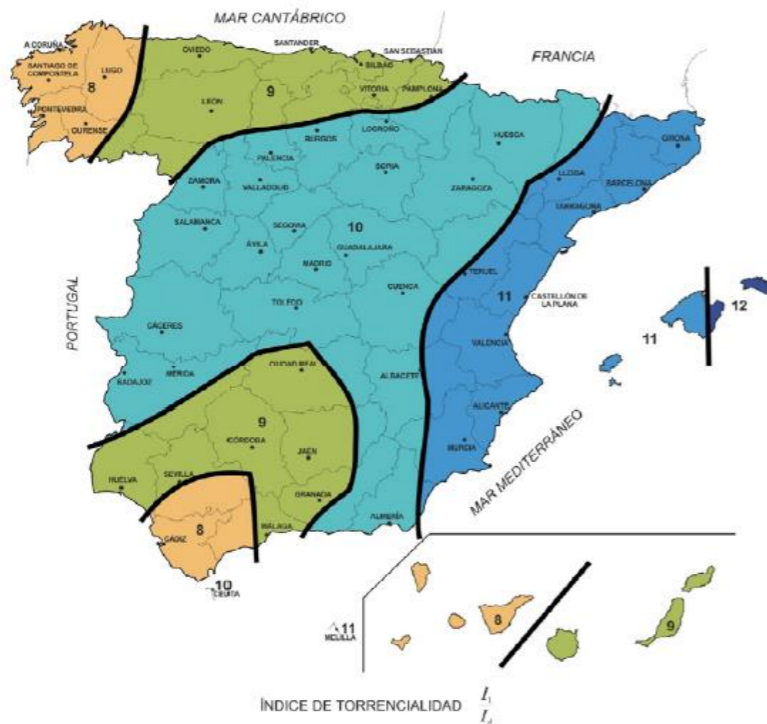 MAR CANTÁBRICO
A CORUÑA
OVIEDO
SANTANDER
SAN SEBASTIÁN
FRANCIA
SANTIAGO DE
COMPOSTELA
LUGO
8
BILBAO
9
PONTEVEDRA
LEÓN
VITORIA
PAMPLONA
OURENSE
LOGROÑO
BURGOS
HUESCA
GIRONA
PALENCIA
SORIA
LLEIDA
ZAMORA
VALLADOLID
ZARAGOZA
BARCELONA
TARRAGONA
SALAMANCA
SEGOVIA
10
ÁVILA
GUADALAJARA
MADRID
TERUEL
PORTUGAL
CUENCA
11
CASTELLÓN DE
LA PLANA
TOLEDO
12
11
CÁCERES
VALENCIA
CIUDAD REAL
MÉRIDA
BADAJOZ
ALBACETE
ALICANTE
9
CÓRDOBA
MURCIA
JAÉN
MAR MEDITERRÁNEO
SEVILLA
HUELVA
GRANADA
ALMERÍA
8
MÁLAGA
CÁDIZ
10
CEUTA
11
MELILLA
8
9
ÍNDICE DE TORRENCIALIDAD I₁/I_d